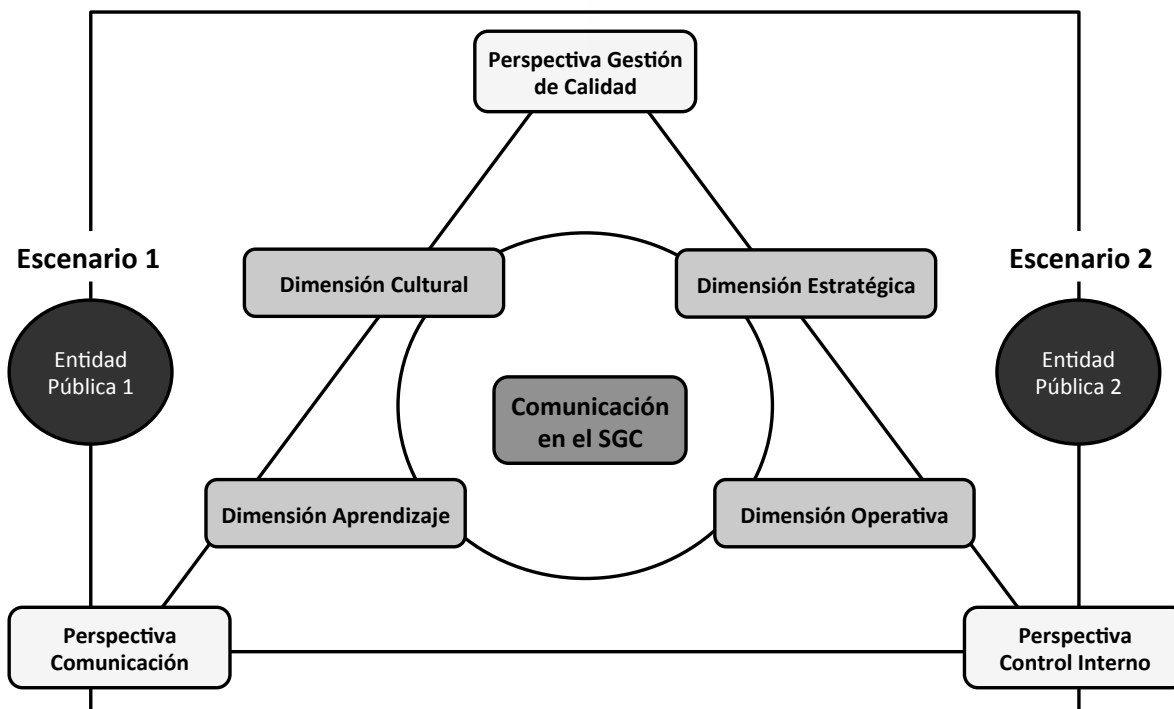 Perspectiva Gestión
de Calidad
Escenario 1
Escenario 2
Dimensión Cultural
Dimensión Estratégica
Entidad
Pública 1
Entidad
Pública 2
Comunicación
en el SGC
Dimensión Aprendizaje
Dimensión Operativa
Perspectiva
Comunicación
Perspectiva
Control Interno